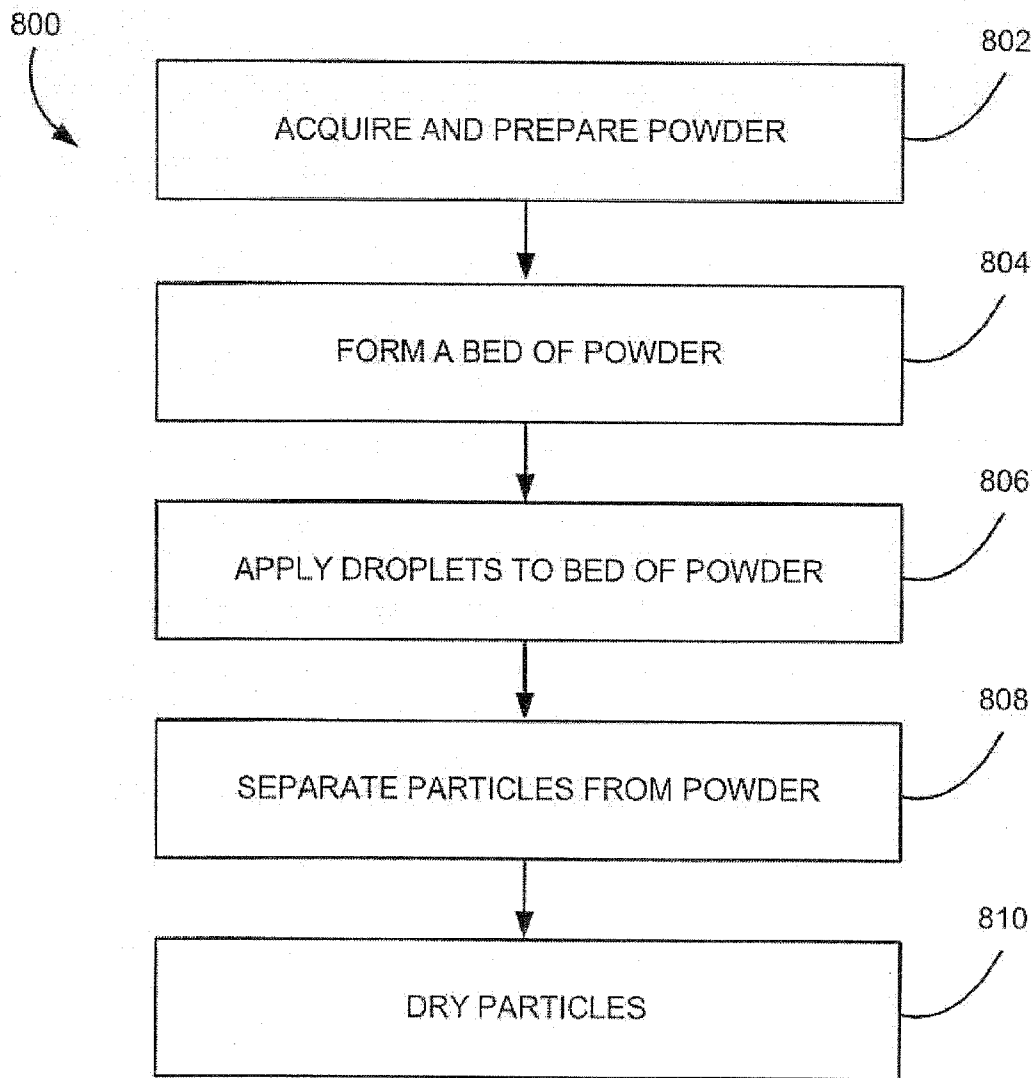 800
802
ACQUIRE AND PREPARE POWDER
804
FORM A BED OF POWDER
806
APPLY DROPLETS TO BED OF POWDER
808
SEPARATE PARTICLES FROM POWDER
810
DRY PARTICLES